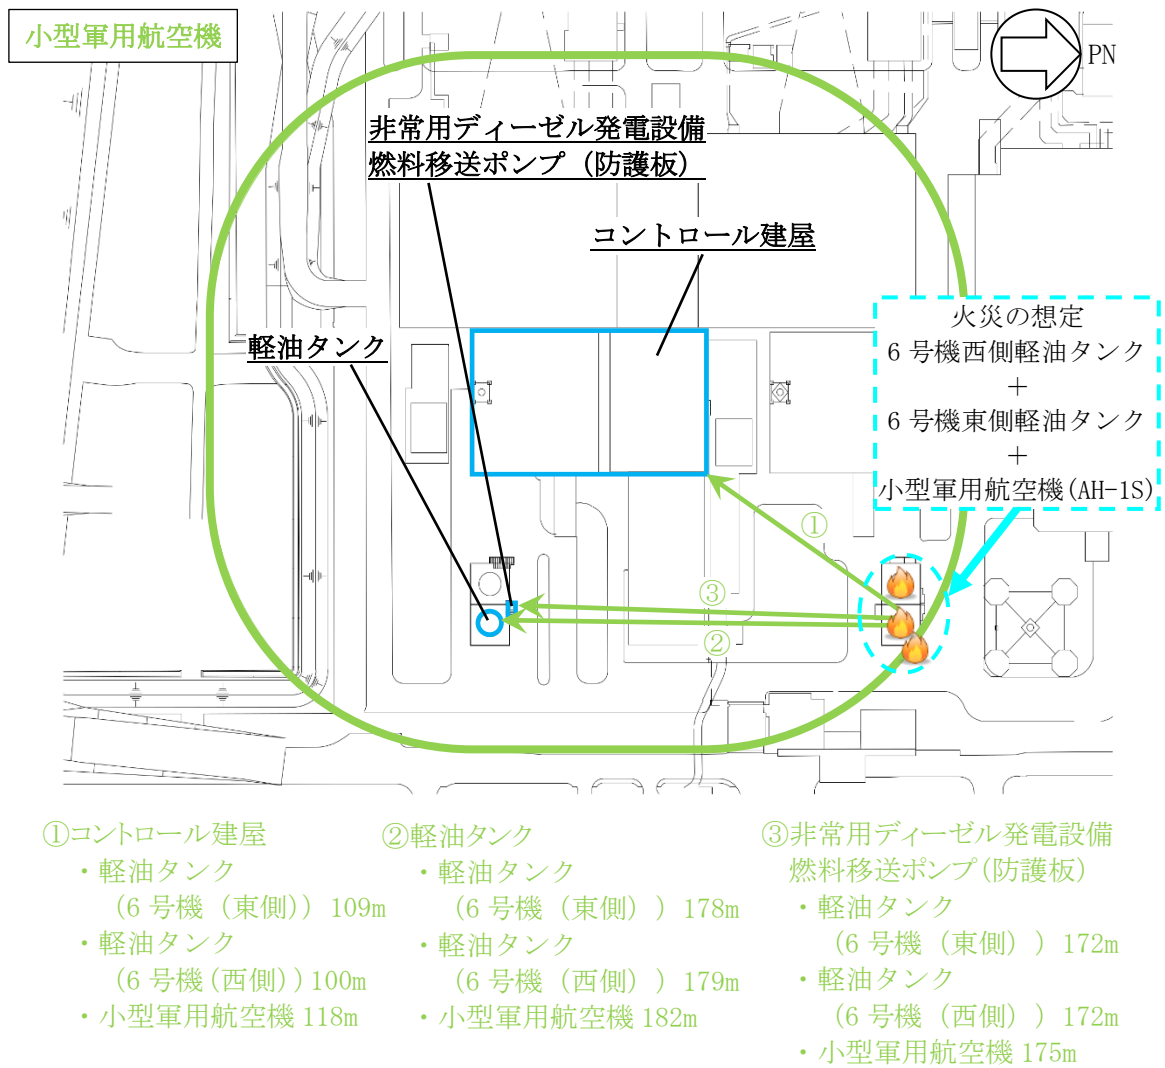 小型軍用航空機
PN
非常用ディーゼル発電設備
燃料移送ポンプ（防護板）
コントロール建屋
軽油タンク
火災の想定
6 号機西側軽油タンク
＋
6 号機東側軽油タンク
＋
小型軍用航空機(AH-1S)
①
③
②
①コントロール建屋
・軽油タンク
（6 号機（東側）） 109m
・軽油タンク
（6 号機(西側)）100m
・小型軍用航空機 118m
②軽油タンク
・軽油タンク
（6 号機（東側）） 178m
・軽油タンク
（6 号機（西側）） 179m
・小型軍用航空機 182m
③非常用ディーゼル発電設備
燃料移送ポンプ(防護板）
・軽油タンク
（6 号機（東側）） 172m
・軽油タンク
（6 号機（西側）） 172m
・小型軍用航空機 175m